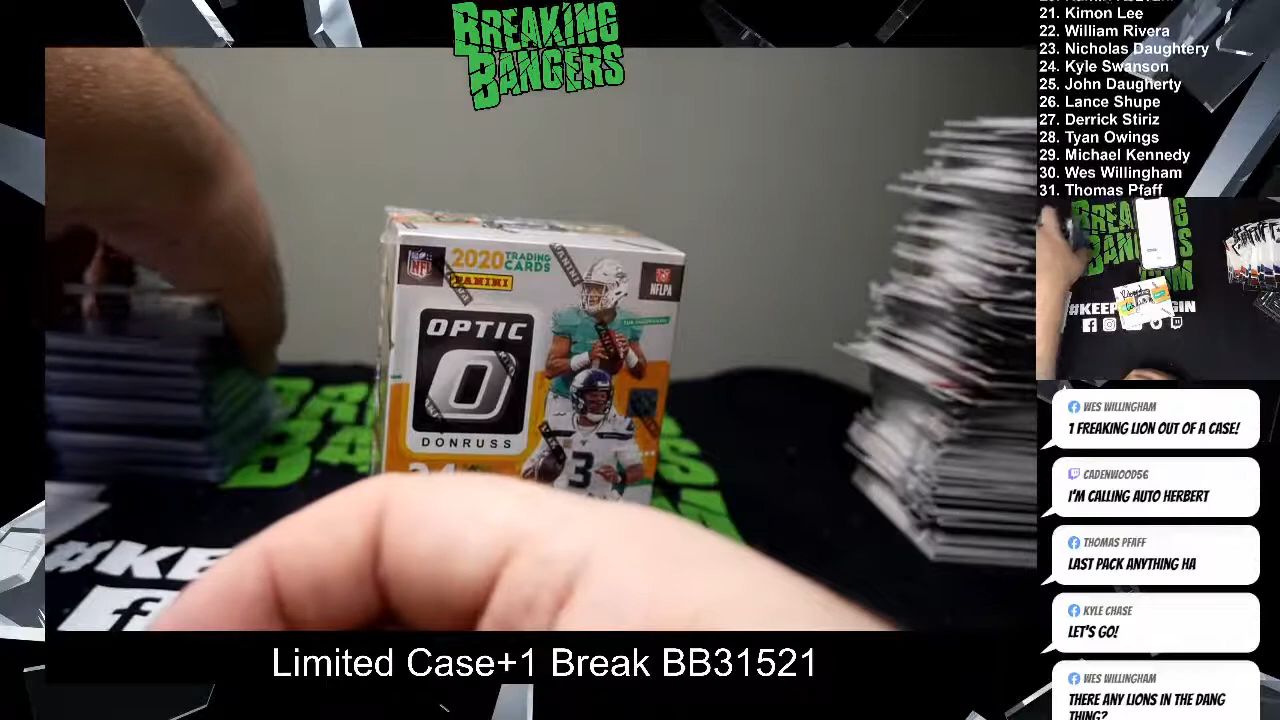 BREAKING
BANGERS
21. Kimon Lee
22. William Rivera
23. Nicholas Daughtery
24. Kyle Swanson
25. John Daugherty
26. Lance Shupe
27. Derrick Stiriz
28. Tyan Owings
29. Michael Kennedy
30. Wes Willingham
31. Thomas Pfaff
NFL
2020 TRADING
CARDS
PANINI
NFLPA
OPTIC
O
DONRUSS
3
#KE
f
#KEEP
WES WILLINGHAM
1 FREAKING LION OUT OF A CASE!
CADENWOOD56
I'M CALLING AUTO HERBERT
THOMAS PFAFF
LAST PACK ANYTHING HA
KYLE CHASE
LET'S GO!
WES WILLINGHAM
THERE ANY LIONS IN THE DANG
THING?
Limited Case+1 Break BB31521